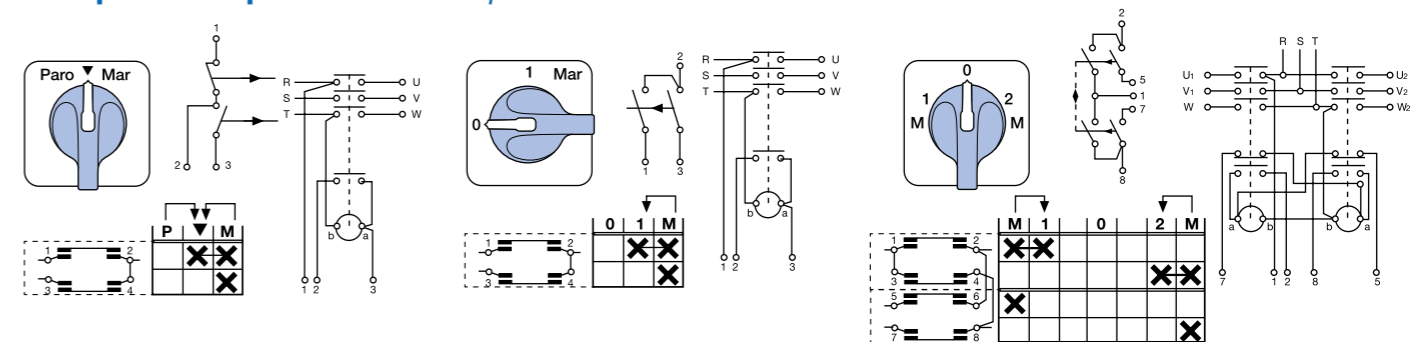 Paro ▼ Mar
1
2 3
R U
S V
T W
b a
1 2 3
P ▼ M
1 2
3 4
1 Mar
0
2
1 3
R U
S V
T W
b a
1 2 3
0 1 M
1 2
3 4
0
1 2
M M
2
5
1
7
8
R S T
U1 U2
V1 V2
W W2
a b b a
7 1 2 8 5
M 1 0 2 M
1 2
3 4
5 6
7 8